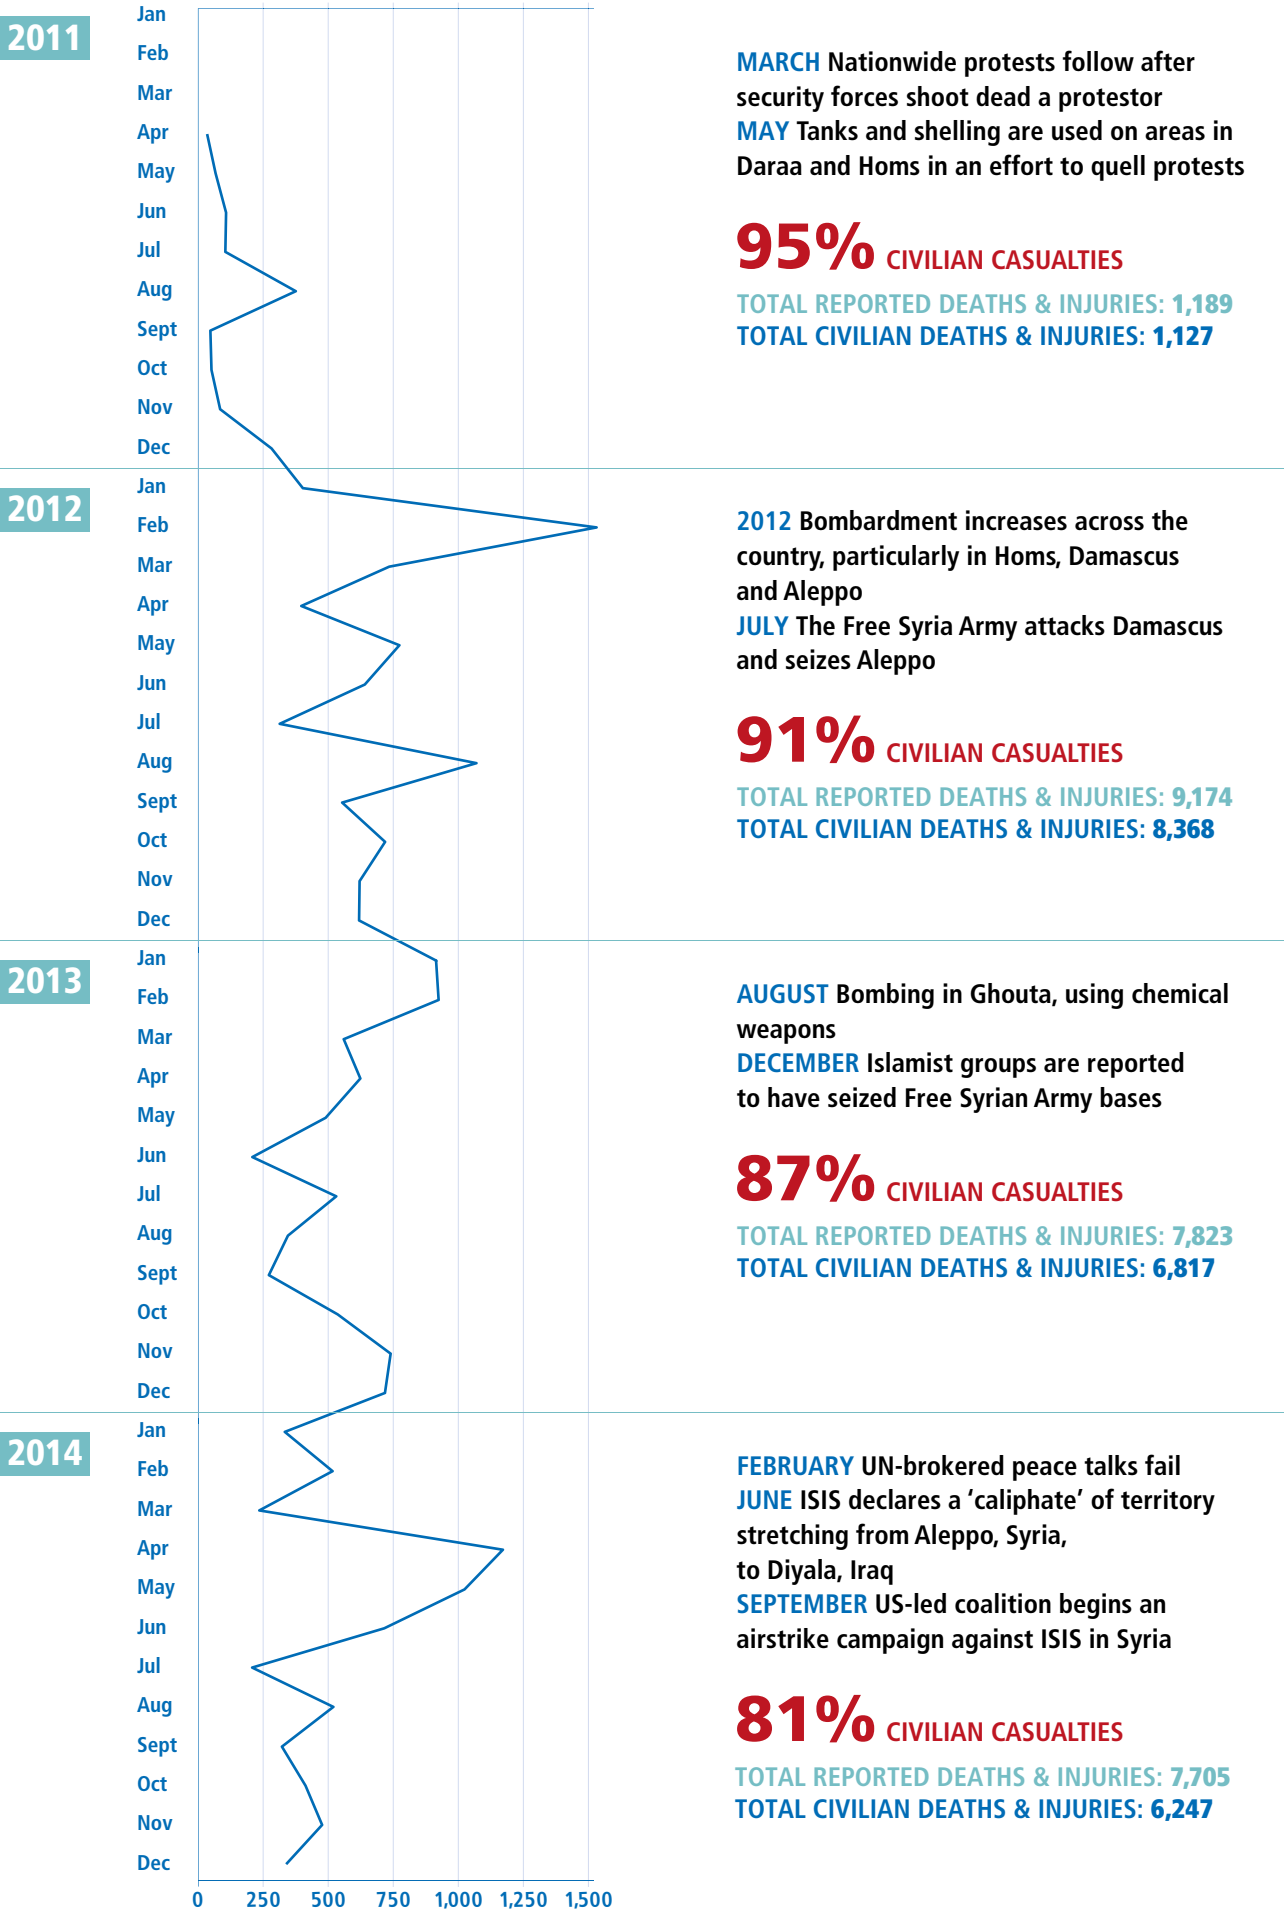 2011
Jan
Feb
Mar
Apr
May
Jun
Jul
Aug
Sept
Oct
Nov
Dec
MARCH Nationwide protests follow after
security forces shoot dead a protestor
MAY Tanks and shelling are used on areas in
Daraa and Homs in an effort to quell protests
95% CIVILIAN CASUALTIES
TOTAL REPORTED DEATHS & INJURIES: 1,189
TOTAL CIVILIAN DEATHS & INJURIES: 1,127
2012
Jan
Feb
Mar
Apr
May
Jun
Jul
Aug
Sept
Oct
Nov
Dec
2012 Bombardment increases across the
country, particularly in Homs, Damascus
and Aleppo
JULY The Free Syria Army attacks Damascus
and seizes Aleppo
91% CIVILIAN CASUALTIES
TOTAL REPORTED DEATHS & INJURIES: 9,174
TOTAL CIVILIAN DEATHS & INJURIES: 8,368
2013
Jan
Feb
Mar
Apr
May
Jun
Jul
Aug
Sept
Oct
Nov
Dec
AUGUST Bombing in Ghouta, using chemical
weapons
DECEMBER Islamist groups are reported
to have seized Free Syrian Army bases
87% CIVILIAN CASUALTIES
TOTAL REPORTED DEATHS & INJURIES: 7,823
TOTAL CIVILIAN DEATHS & INJURIES: 6,817
2014
Jan
Feb
Mar
Apr
May
Jun
Jul
Aug
Sept
Oct
Nov
Dec
FEBRUARY UN-brokered peace talks fail
JUNE ISIS declares a ‘caliphate’ of territory
stretching from Aleppo, Syria,
to Diyala, Iraq
SEPTEMBER US-led coalition begins an
airstrike campaign against ISIS in Syria
81% CIVILIAN CASUALTIES
TOTAL REPORTED DEATHS & INJURIES: 7,705
TOTAL CIVILIAN DEATHS & INJURIES: 6,247
0 250 500 750 1,000 1,250 1,500